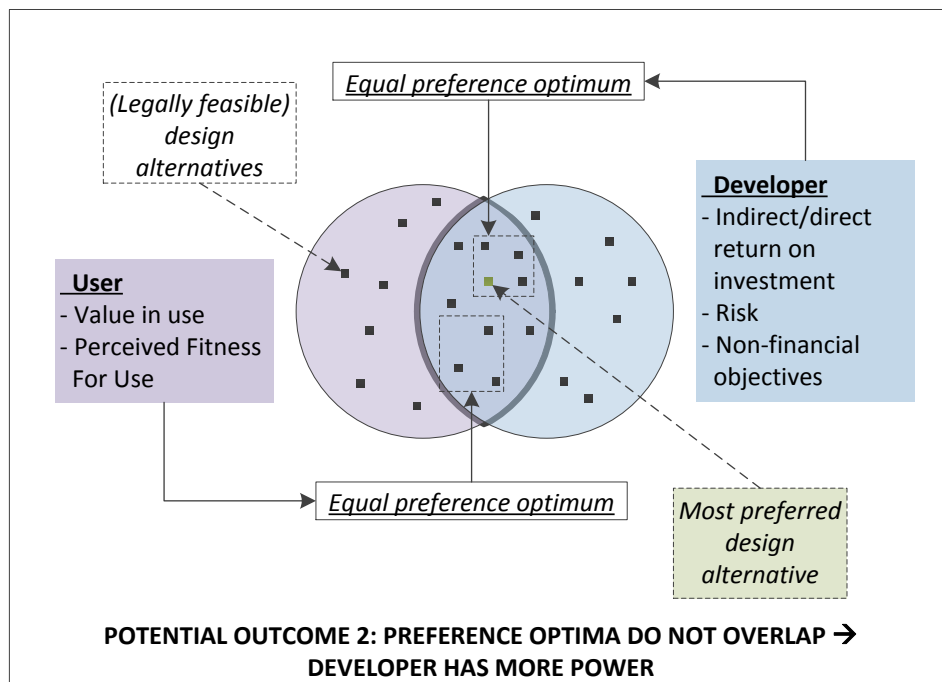 Equal preference optimum
(Legally feasible)
design
alternatives
Developer
- Indirect/direct
return on
investment
- Risk
- Non-financial
objectives
User
- Value in use
- Perceived Fitness
For Use
Equal preference optimum
Most preferred
design
alternative
POTENTIAL OUTCOME 2: PREFERENCE OPTIMA DO NOT OVERLAP →
DEVELOPER HAS MORE POWER